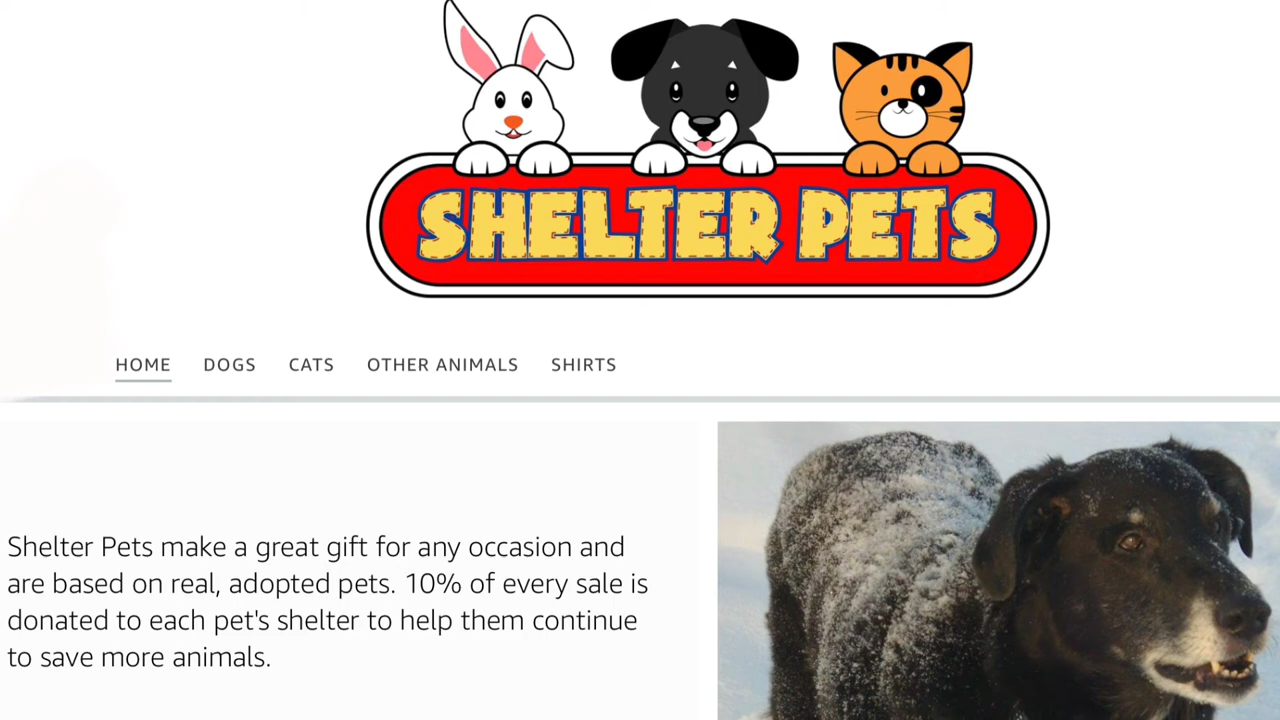 SHELTER PETS
HOME DOGS CATS OTHER ANIMALS SHIRTS
Shelter Pets make a great gift for any occasion and
are based on real, adopted pets. 10% of every sale is
donated to each pet's shelter to help them continue
to save more animals.